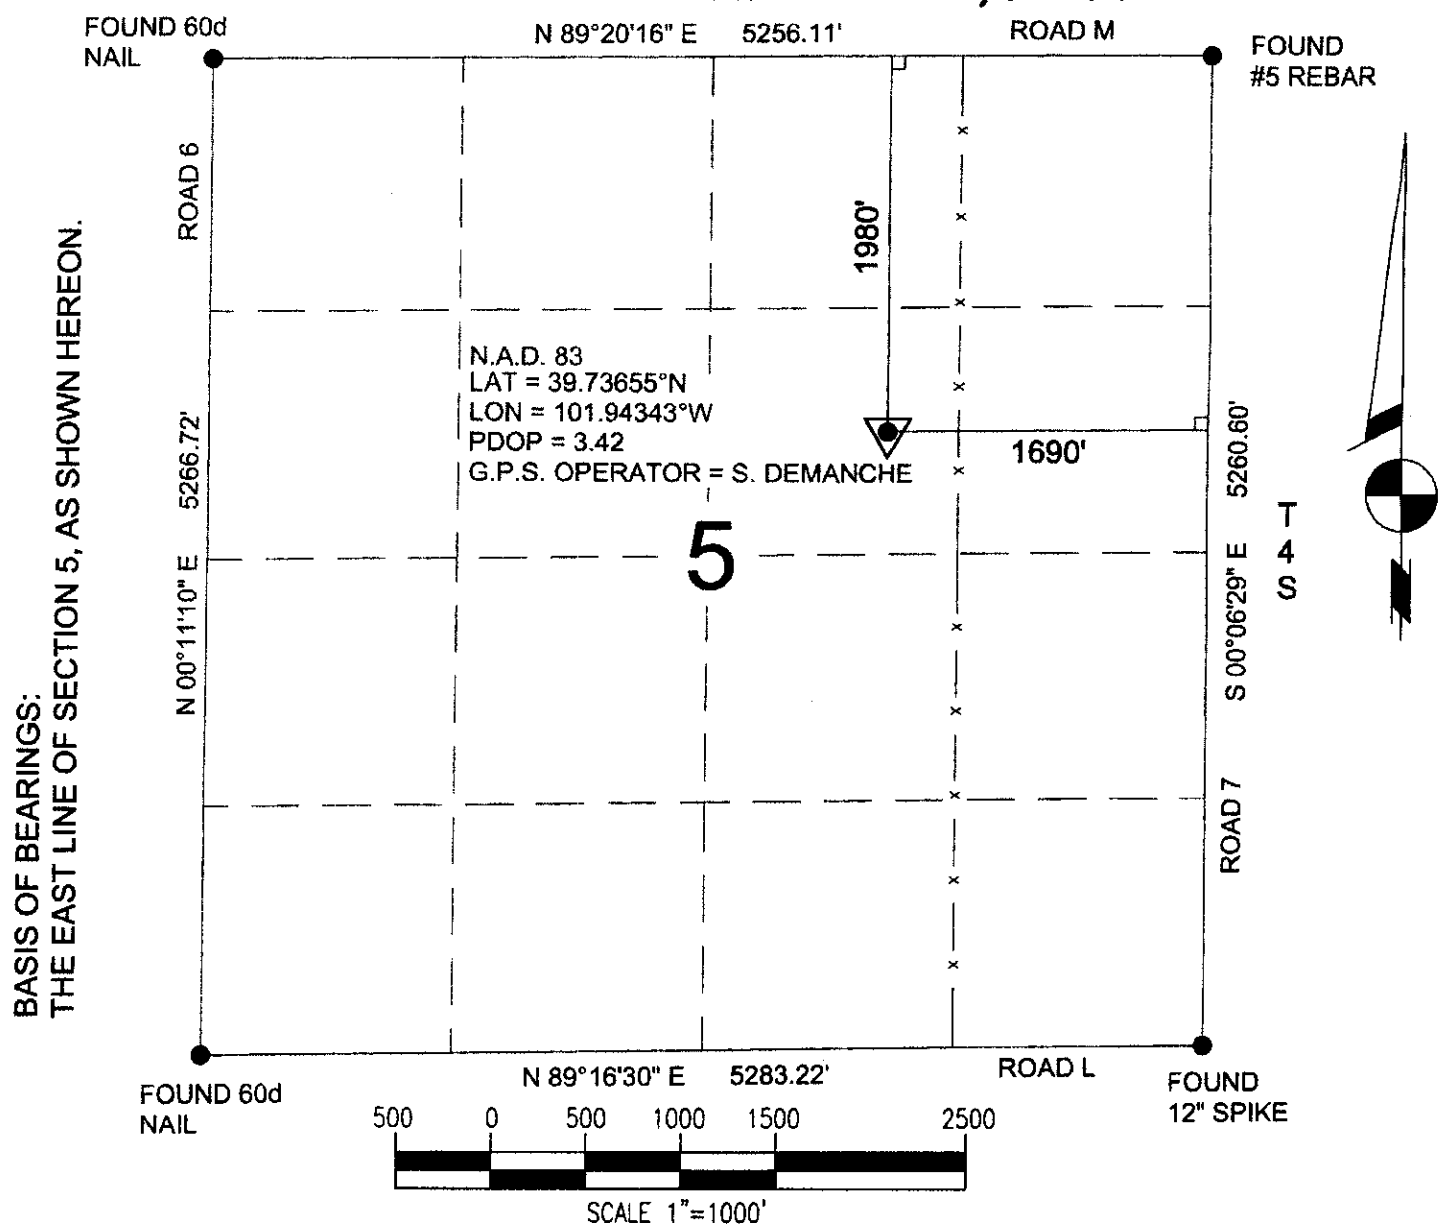 FOUND 60d
NAIL
N 89°20'16" E 5256.11'
ROAD M
FOUND
#5 REBAR
ROAD 6
1980'
N.A.D. 83
LAT = 39.73655°N
LON = 101.94343°W
PDOP = 3.42
G.P.S. OPERATOR = S. DEMANCHE
1690'
N 00°11'10" E 5266.72'
5
S 00°06'29" E 5260.60'
T
4
S
N
ROAD 7
BASIS OF BEARINGS:
THE EAST LINE OF SECTION 5, AS SHOWN HEREON.
FOUND 60d
NAIL
N 89°16'30" E 5283.22'
ROAD L
FOUND
12" SPIKE
500 0 500 1000 1500 2500
SCALE 1"=1000'